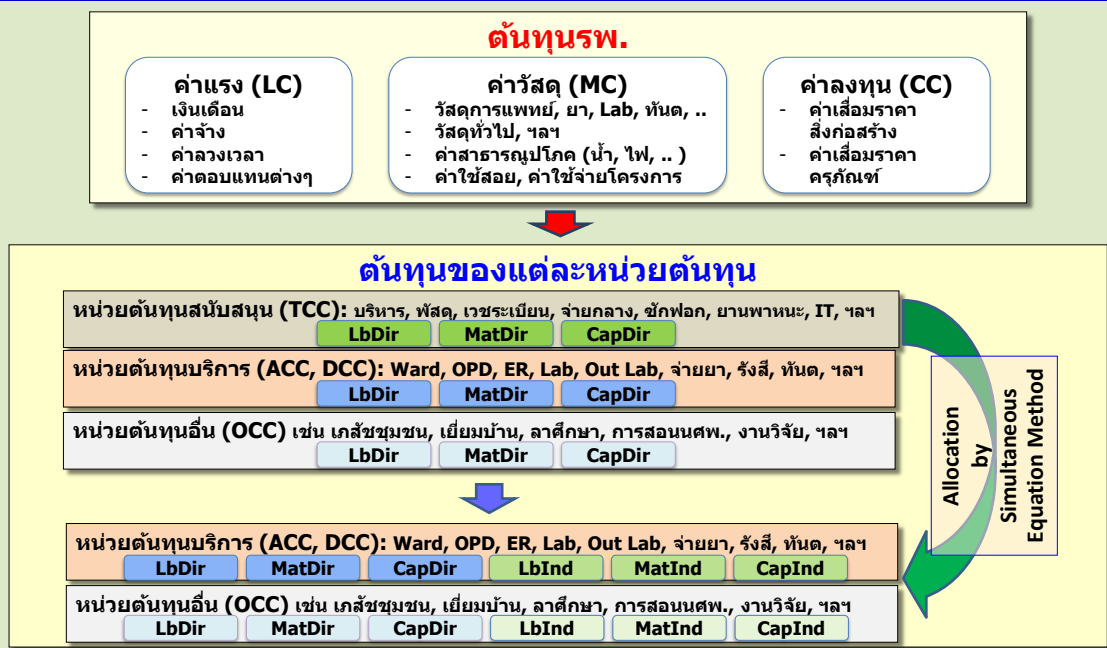 ต้นทุนรพ.
ค่าแรง (LC)
- เงินเดือน
- ค่าจ้าง
- ค่าลวงเวลา
- ค่าตอบแทนต่างๆ
ค่าวัสดุ (MC)
- วัสดุการแพทย์, ยา, Lab, ทันต, ..
- วัสดุทั่วไป, ฯลฯ
- ค่าสาธารณูปโภค (น้ำ, ไฟ, .. )
- ค่าใช้สอย, ค่าใช้จ่ายโครงการ
ค่าลงทุน (CC)
- ค่าเสื่อมราคา
สิ่งก่อสร้าง
- ค่าเสื่อมราคา
ครุภัณฑ์
ต้นทุนของแต่ละหน่วยต้นทุน
หน่วยต้นทุนสนับสนุน (TCC): บริหาร, พัสดุ, เวชระเบียน, จ่ายกลาง, ซักฟอก, ยานพาหนะ, IT, ฯลฯ
LbDir MatDir CapDir
หน่วยต้นทุนบริการ (ACC, DCC): Ward, OPD, ER, Lab, Out Lab, จ่ายยา, รังสี, ทันต, ฯลฯ
LbDir MatDir CapDir
หน่วยต้นทุนอื่น (OCC) เช่น เภสัชชุมชน, เยี่ยมบ้าน, ลาศึกษา, การสอนนศพ., งานวิจัย, ฯลฯ
LbDir MatDir CapDir
Allocation
by
Simultaneous
Equation Method
หน่วยต้นทุนบริการ (ACC, DCC): Ward, OPD, ER, Lab, Out Lab, จ่ายยา, รังสี, ทันต, ฯลฯ
LbDir MatDir CapDir LbInd MatInd CapInd
หน่วยต้นทุนอื่น (OCC) เช่น เภสัชชุมชน, เยี่ยมบ้าน, ลาศึกษา, การสอนนศพ., งานวิจัย, ฯลฯ
LbDir MatDir CapDir LbInd MatInd CapInd